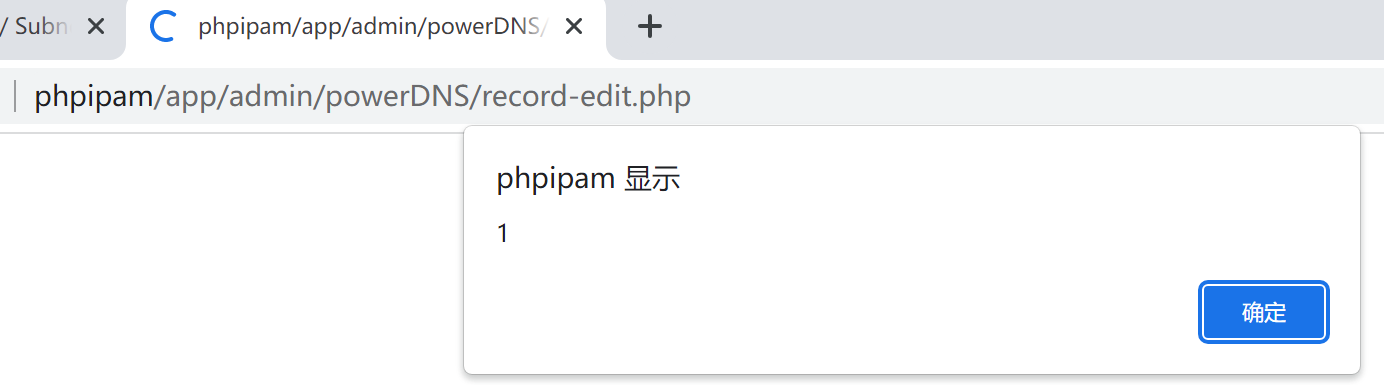 / Subn
phpipam/app/admin/powerDNS/
phpipam/app/admin/powerDNS/record-edit.php
phpipam 显示
1
确定